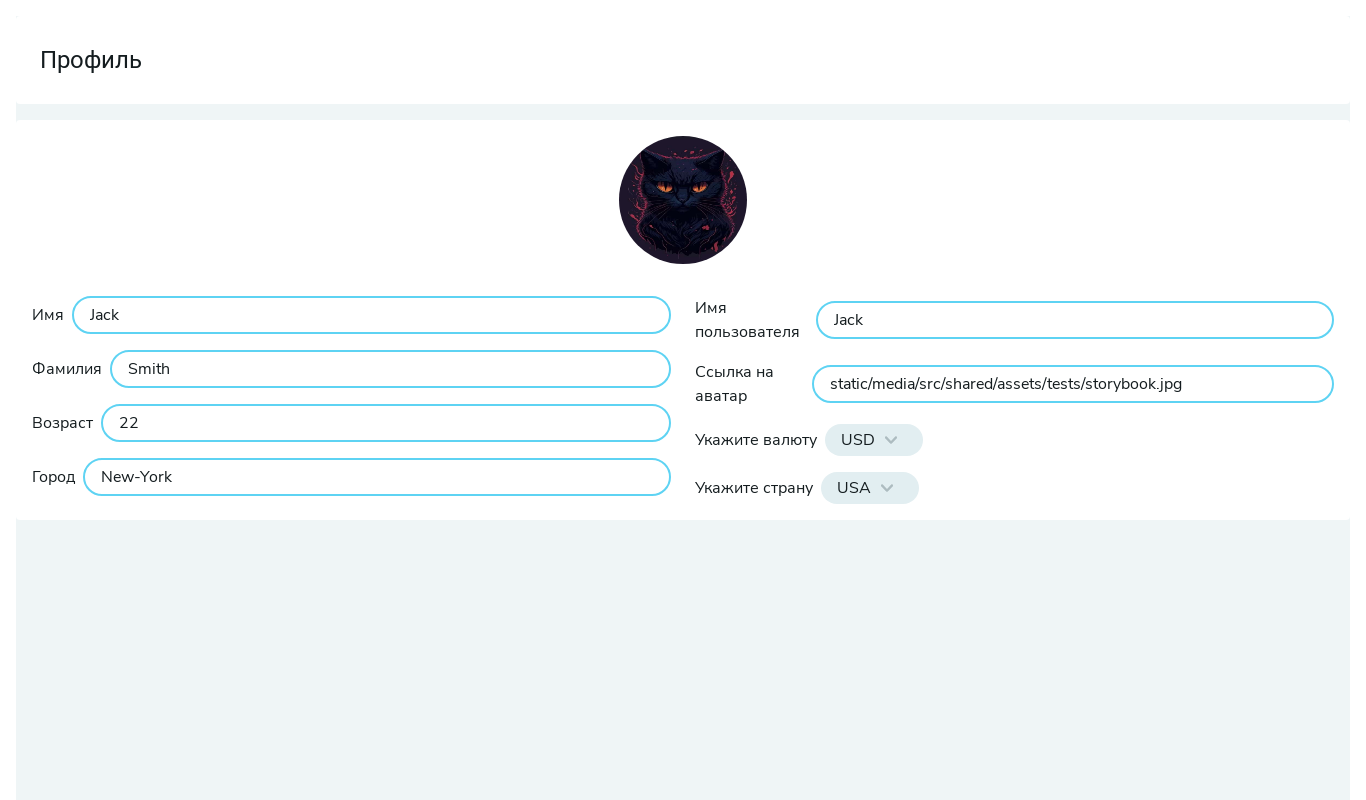 Профиль
Имя
Jack
Фамилия
Smith
Возраст
22
Город
New-York
Имя
пользователя
Jack
Ссылка на
аватар
static/media/src/shared/assets/tests/storybook.jpg
Укажите валюту
USD
Укажите страну
USA